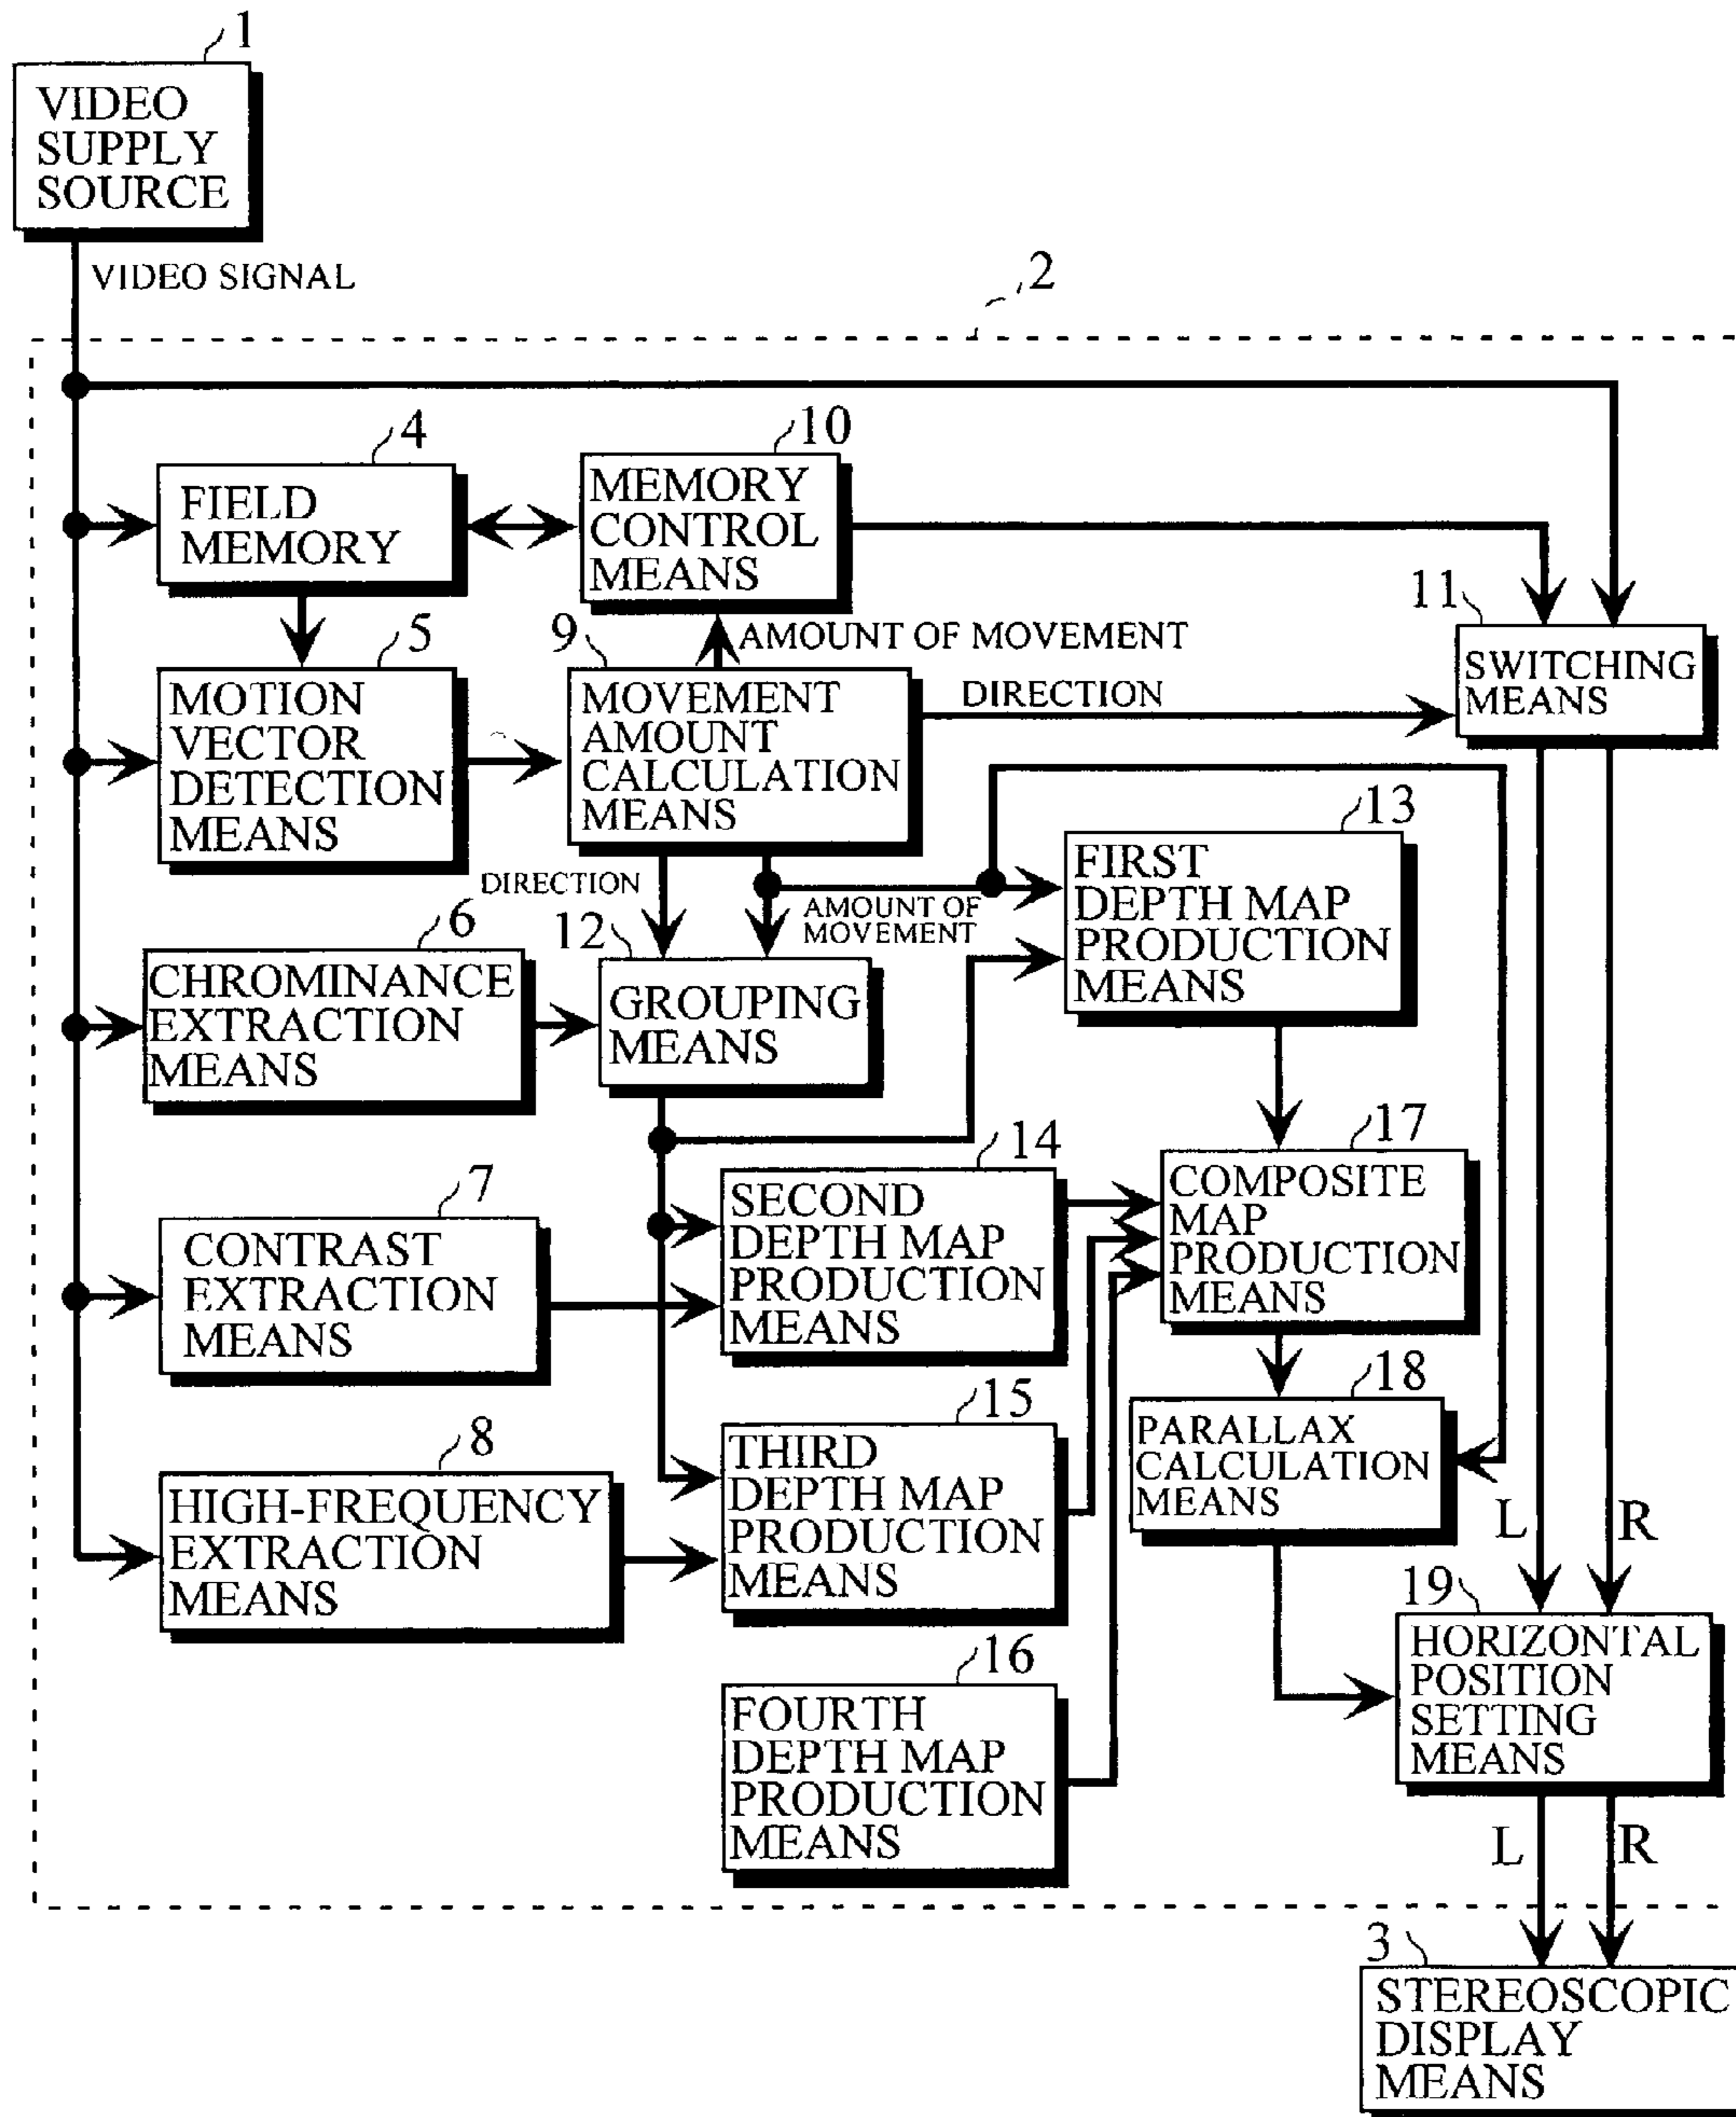 1
VIDEO
SUPPLY
SOURCE
VIDEO SIGNAL
2
4
FIELD
MEMORY
10
MEMORY
CONTROL
MEANS
11
SWITCHING
MEANS
5
MOTION
VECTOR
DETECTION
MEANS
9
AMOUNT OF MOVEMENT
MOVEMENT
AMOUNT
CALCULATION
MEANS
DIRECTION
13
FIRST
DEPTH MAP
PRODUCTION
MEANS
DIRECTION
AMOUNT OF
MOVEMENT
6
CHROMINANCE
EXTRACTION
MEANS
12
GROUPING
MEANS
14
SECOND
DEPTH MAP
PRODUCTION
MEANS
17
COMPOSITE
MAP
PRODUCTION
MEANS
7
CONTRAST
EXTRACTION
MEANS
18
PARALLAX
CALCULATION
MEANS
15
THIRD
DEPTH MAP
PRODUCTION
MEANS
8
HIGH-FREQUENCY
EXTRACTION
MEANS
L R
19
HORIZONTAL
POSITION
SETTING
MEANS
16
FOURTH
DEPTH MAP
PRODUCTION
MEANS
L R
3
STEREOSCOPIC
DISPLAY
MEANS